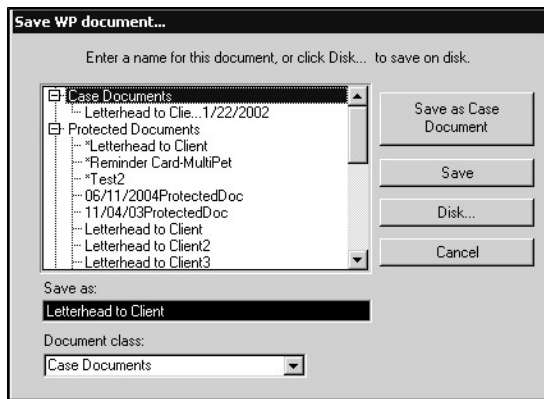 Save WP document...
Enter a name for this document, or click Disk... to save on disk.
Case Documents
Letterhead to Clie...1/22/2002
Protected Documents
*Letterhead to Client
*Reminder Card-MultiPet
*Test2
06/11/2004ProtectedDoc
11/04/03ProtectedDoc
Letterhead to Client
Letterhead to Client2
Letterhead to Client3
Save as Case
Document
Save
Disk...
Cancel
Save as:
Letterhead to Client
Document class:
Case Documents